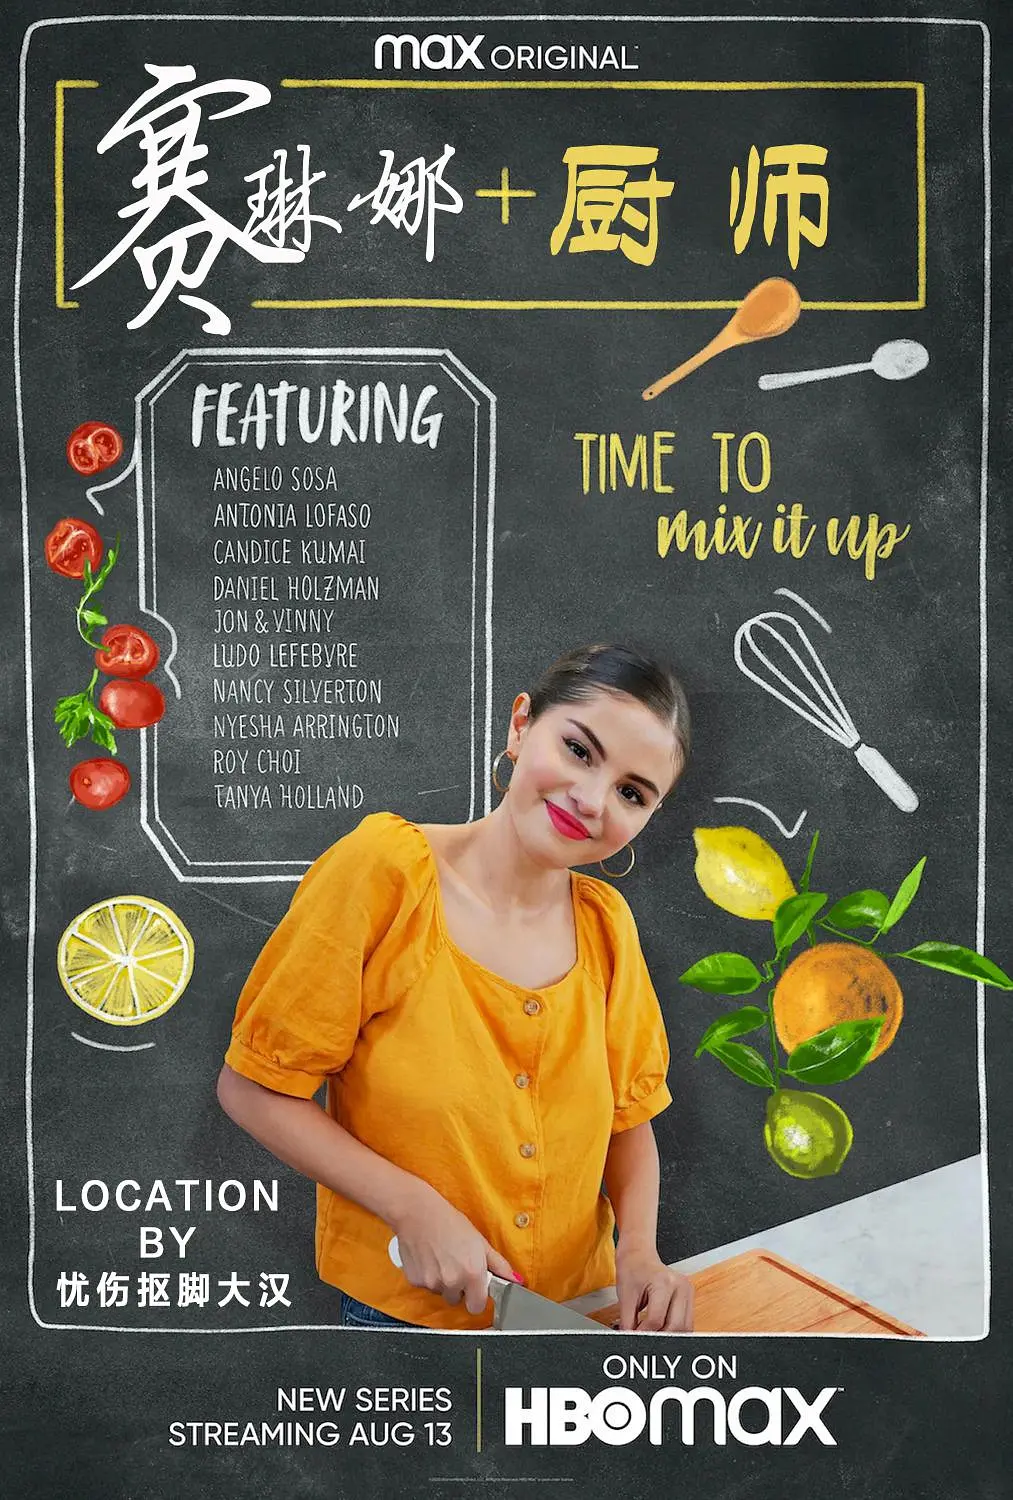 max ORIGINAL
赛琳娜+厨师
FEATURING
ANGELO SOSA
ANTONIA LOFASO
CANDICE KUMAI
DANIEL HOLZMAN
JON & VINNY
LUDO LEFEBVRE
NANCY SILVERTON
NYESHA ARRINGTON
ROY CHOI
TANYA HOLLAND
TIME TO
mix it up
LOCATION
BY
忧伤抠脚大汉
NEW SERIES
STREAMING AUG 13
ONLY ON
HBOmax